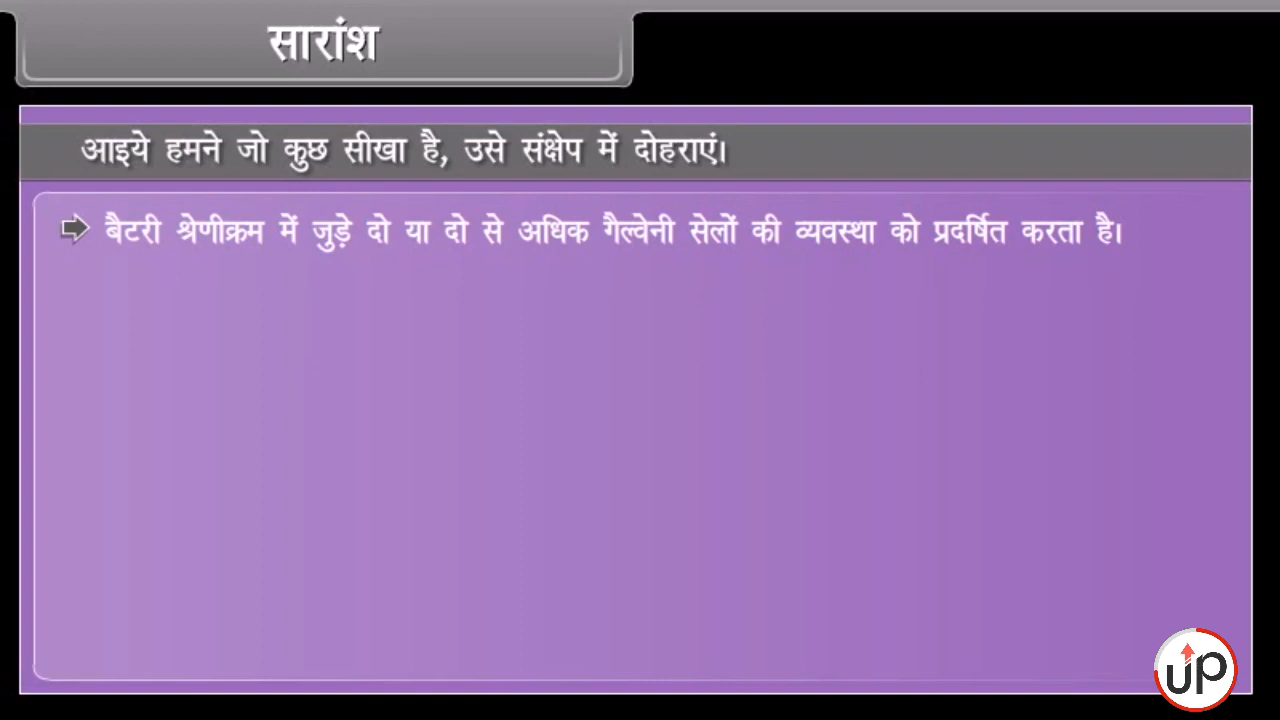 सारांश
आइये हमने जो कुछ सीखा है, उसे संक्षेप में दोहराएं।
बैटरी श्रेणीक्रम में जुड़े दो या दो से अधिक गैल्वेनी सेलों की व्यवस्था को प्रदर्षित करता है।
UP